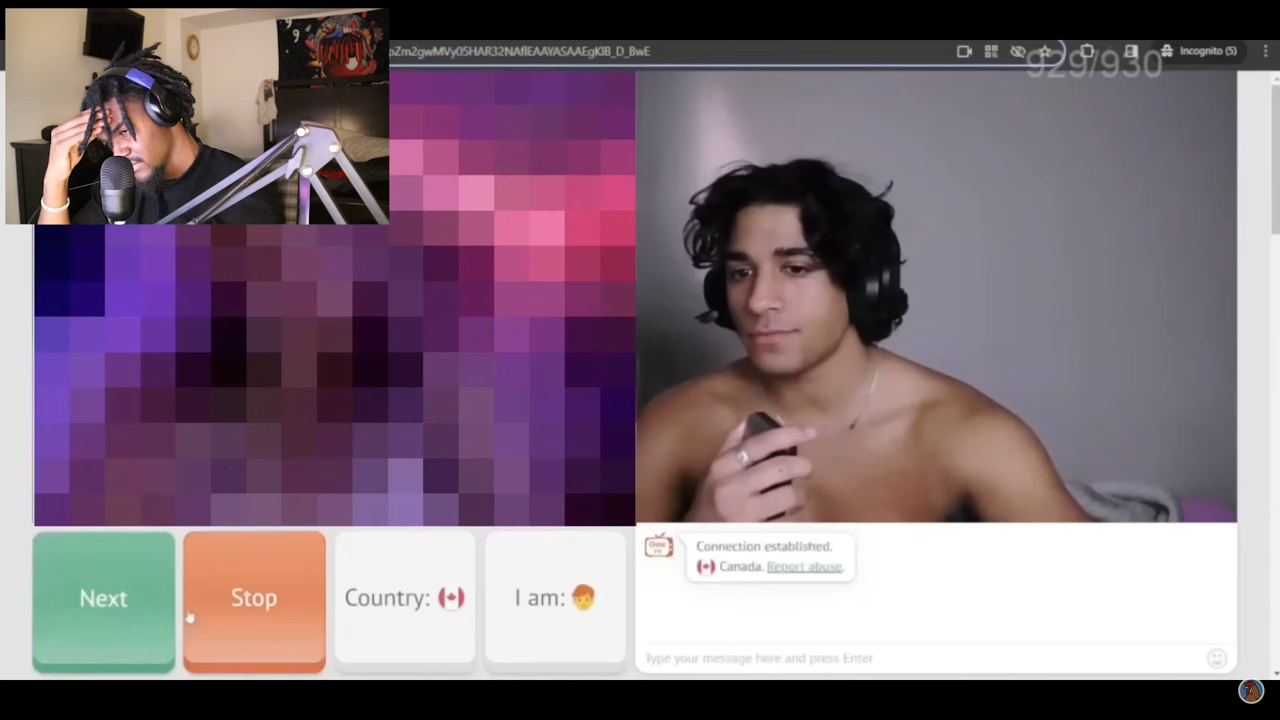 Incognito (5)
929/930
Connection established.
Canada. Report abuse.
Next
Stop
Country:
I am:
Type your message here and press Enter